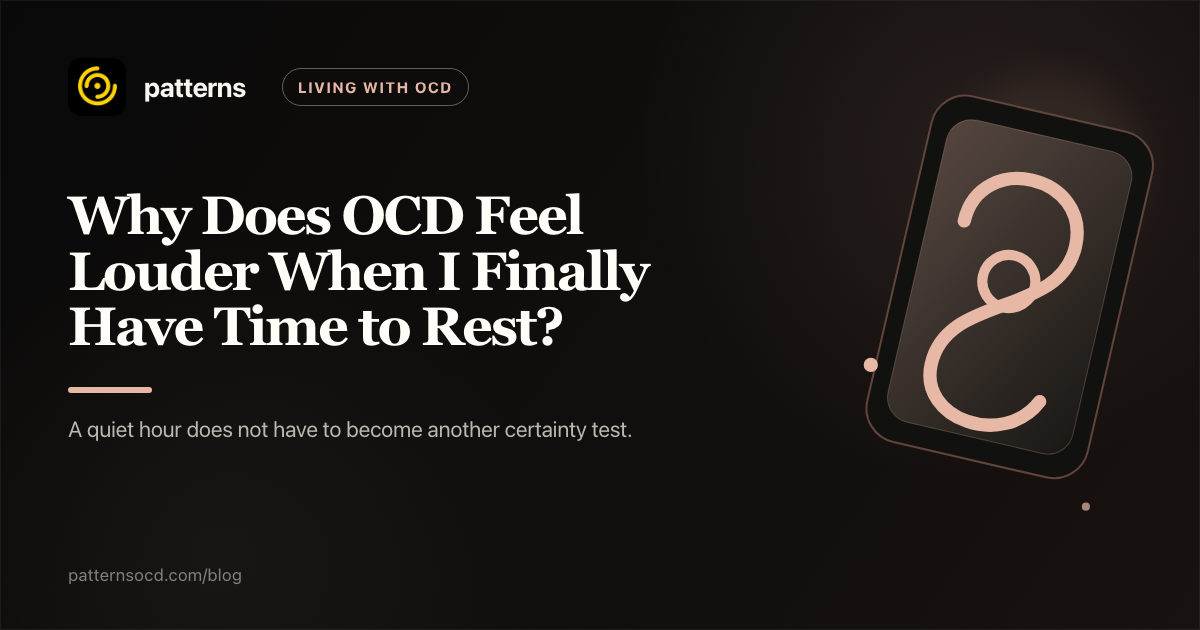 patterns
LIVING WITH OCD
Why Does OCD Feel
Louder When I Finally
Have Time to Rest?
A quiet hour does not have to become another certainty test.
patternsocd.com/blog